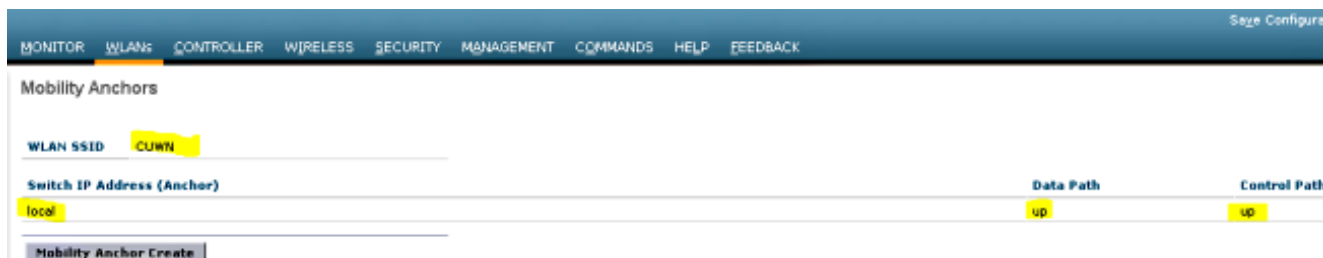 Save Configura
MONITOR WLANs CONTROLLER WIRELESS SECURITY MANAGEMENT COMMANDS HELP FEEDBACK
Mobility Anchors
WLAN SSID CUWN
Switch IP Address (Anchor) Data Path Control Path
local up up
Mobility Anchor Create